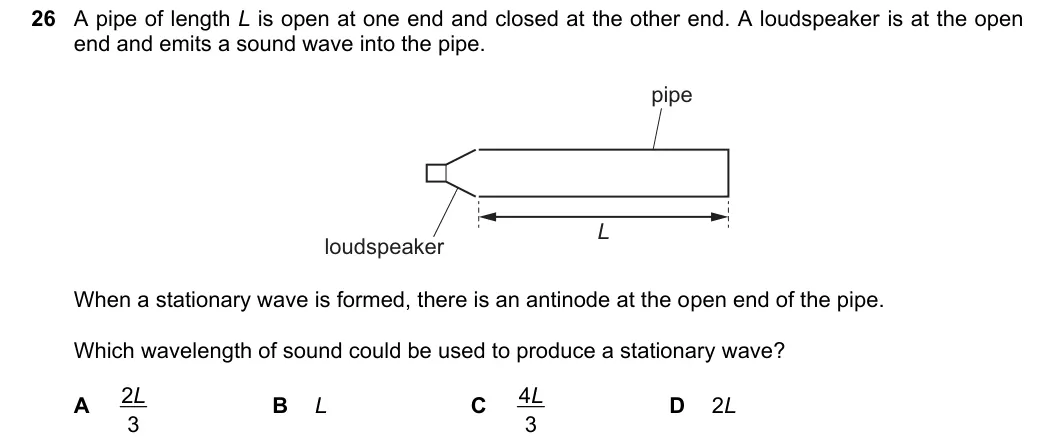 26 A pipe of length L is open at one end and closed at the other end. A loudspeaker is at the open
end and emits a sound wave into the pipe.
pipe
L
loudspeaker
When a stationary wave is formed, there is an antinode at the open end of the pipe.
Which wavelength of sound could be used to produce a stationary wave?
A 2L/3 B L C 4L/3 D 2L